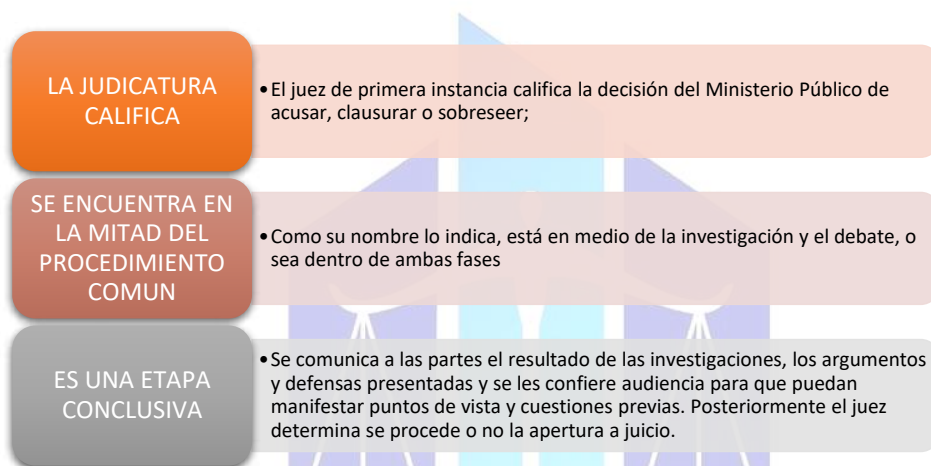 LA JUDICATURA
CALIFICA
•El juez de primera instancia califica la decisión del Ministerio Público de
acusar, clausurar o sobreseer;
SE ENCUENTRA EN
LA MITAD DEL
PROCEDIMIENTO
COMUN
•Como su nombre lo indica, está en medio de la investigación y el debate, o
sea dentro de ambas fases
ES UNA ETAPA
CONCLUSIVA
•Se comunica a las partes el resultado de las investigaciones, los argumentos
y defensas presentadas y se les confiere audiencia para que puedan
manifestar puntos de vista y cuestiones previas. Posteriormente el juez
determina se procede o no la apertura a juicio.